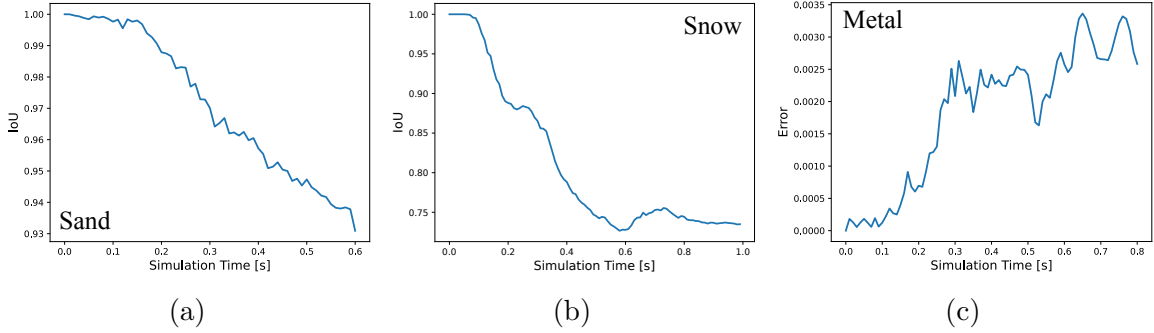 1.00
0.99
0.98
0.97
0.96
0.95
0.94
0.93
IoU
Sand
0.0 0.1 0.2 0.3 0.4 0.5 0.6
Simulation Time [s]
(a)
1.00
0.95
0.90
0.85
0.80
0.75
IoU
Snow
0.0 0.2 0.4 0.6 0.8 1.0
Simulation Time [s]
(b)
0,0035
0,0030
0,0025
0,0020
0,0015
0,0010
0,0005
0,0000
Error
Metal
0.0 0.1 0.2 0.3 0.4 0.5 0.6 0.7 0.8
Simulation Time [s]
(c)